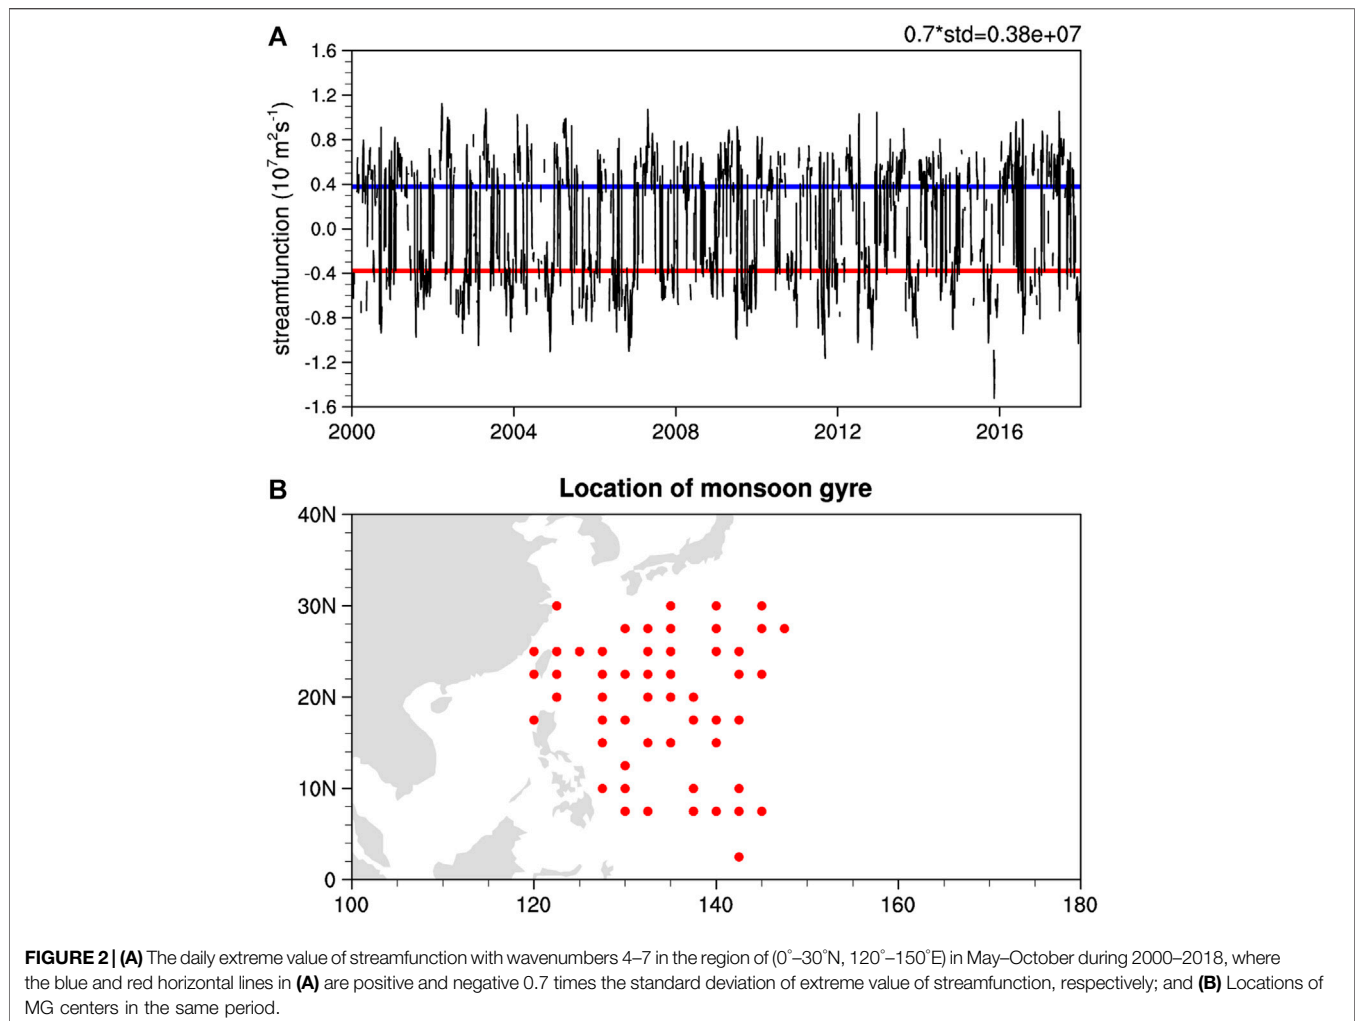 A
0.7*std=0.38e+07
1.6
1.2
0.8
0.4
0.0
-0.4
-0.8
-1.2
-1.6
streamfunction (10⁷m²s⁻¹)
2000 2004 2008 2012 2016
B
Location of monsoon gyre
40N
30N
20N
10N
0
100 120 140 160 180
FIGURE 2 | (A) The daily extreme value of streamfunction with wavenumbers 4–7 in the region of (0°–30°N, 120°–150°E) in May–October during 2000–2018, where
the blue and red horizontal lines in (A) are positive and negative 0.7 times the standard deviation of extreme value of streamfunction, respectively; and (B) Locations of
MG centers in the same period.